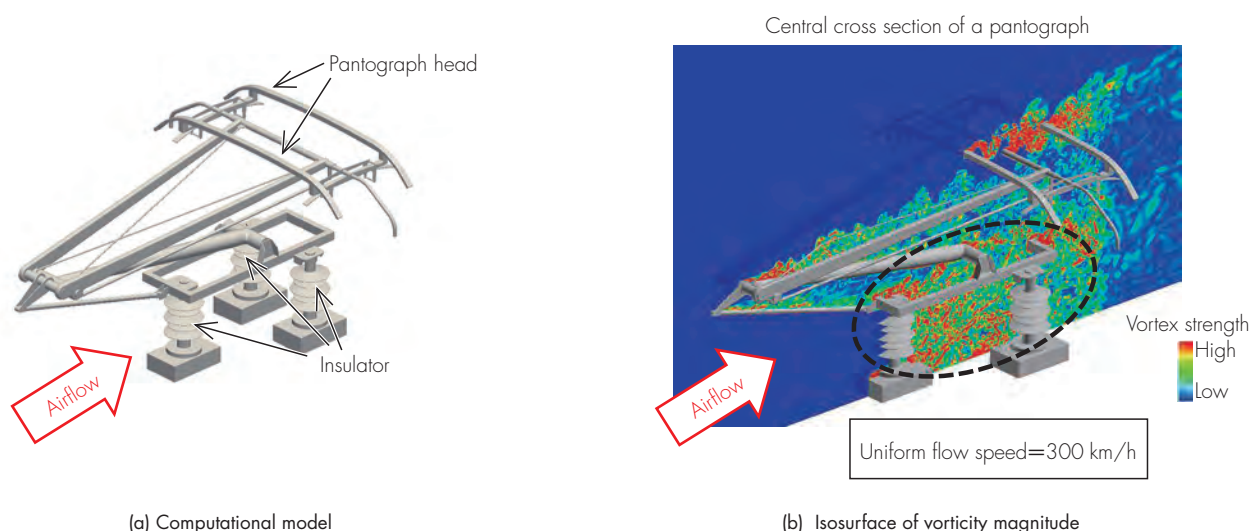 Pantograph head
Insulator
Airflow
(a) Computational model
Central cross section of a pantograph
Vortex strength
High
Low
Airflow
Uniform flow speed=300 km/h
(b) Isosurface of vorticity magnitude